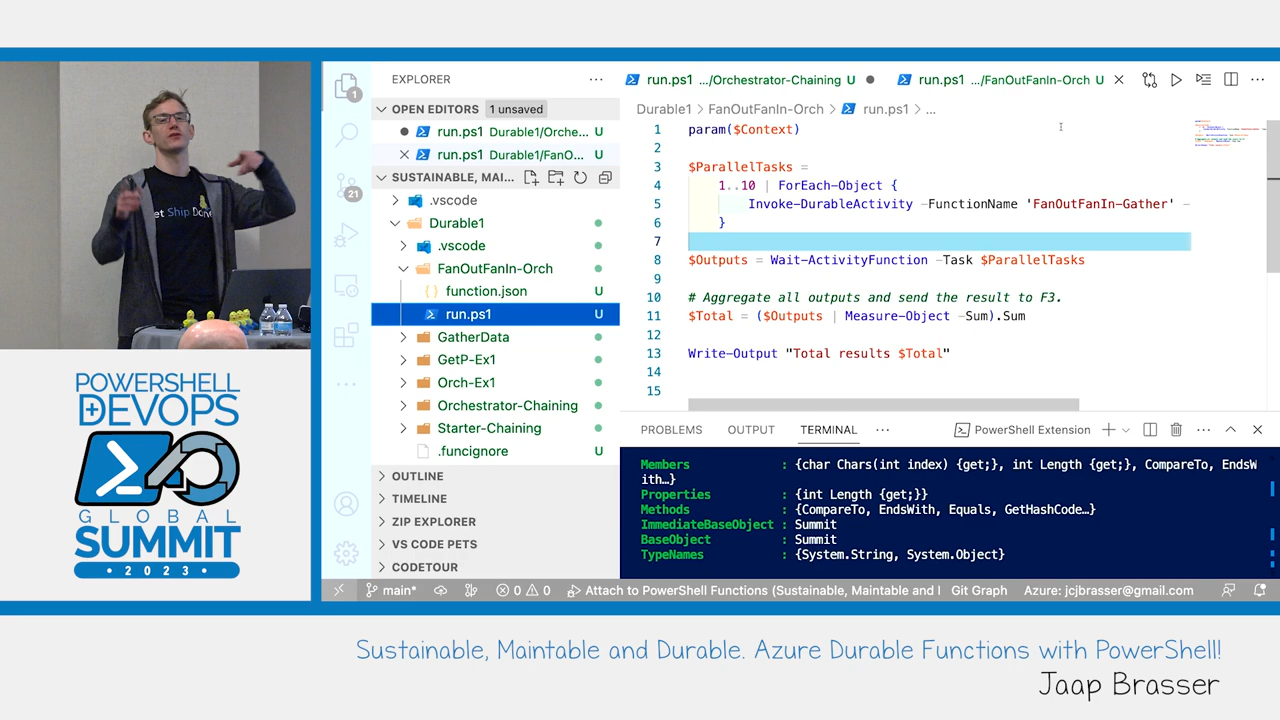 et Ship Done
POWERSHELL
+DEVOPS
GLOBAL
SUMMIT
2023
EXPLORER
OPEN EDITORS 1 unsaved
run.ps1 Durable1/Orche... U
run.ps1 Durable1/FanO... U
SUSTAINABLE, MAI...
.vscode
Durable1
.vscode
FanOutFanIn-Orch
function.json U
run.ps1 U
GatherData
GetP-Ex1
Orch-Ex1
Orchestrator-Chaining
Starter-Chaining
.funcignore U
OUTLINE
TIMELINE
ZIP EXPLORER
VS CODE PETS
CODETOUR
1
21
run.ps1 .../Orchestrator-Chaining U
run.ps1 .../FanOutFanIn-Orch U
Durable1 > FanOutFanIn-Orch > run.ps1 > ...
1 param($Context)
2
3 $ParallelTasks =
4 1..10 | ForEach-Object {
5 Invoke-DurableActivity -FunctionName 'FanOutFanIn-Gather' -
6 }
7
8 $Outputs = Wait-ActivityFunction -Task $ParallelTasks
9
10 # Aggregate all outputs and send the result to F3.
11 $Total = ($Outputs | Measure-Object -Sum).Sum
12
13 Write-Output "Total results $Total"
14
15
PROBLEMS OUTPUT TERMINAL ... PowerShell Extension
Members : {char Chars(int index) {get;}, int Length {get;}, CompareTo, EndsW
ith…}
Properties : {int Length {get;}}
Methods : {CompareTo, EndsWith, Equals, GetHashCode…}
ImmediateBaseObject : Summit
BaseObject : Summit
TypeNames : {System.String, System.Object}
main* 0 0 Attach to PowerShell Functions (Sustainable, Maintable and I Git Graph Azure: jcjbrasser@gmail.com
Sustainable, Maintable and Durable. Azure Durable Functions with PowerShell!
Jaap Brasser